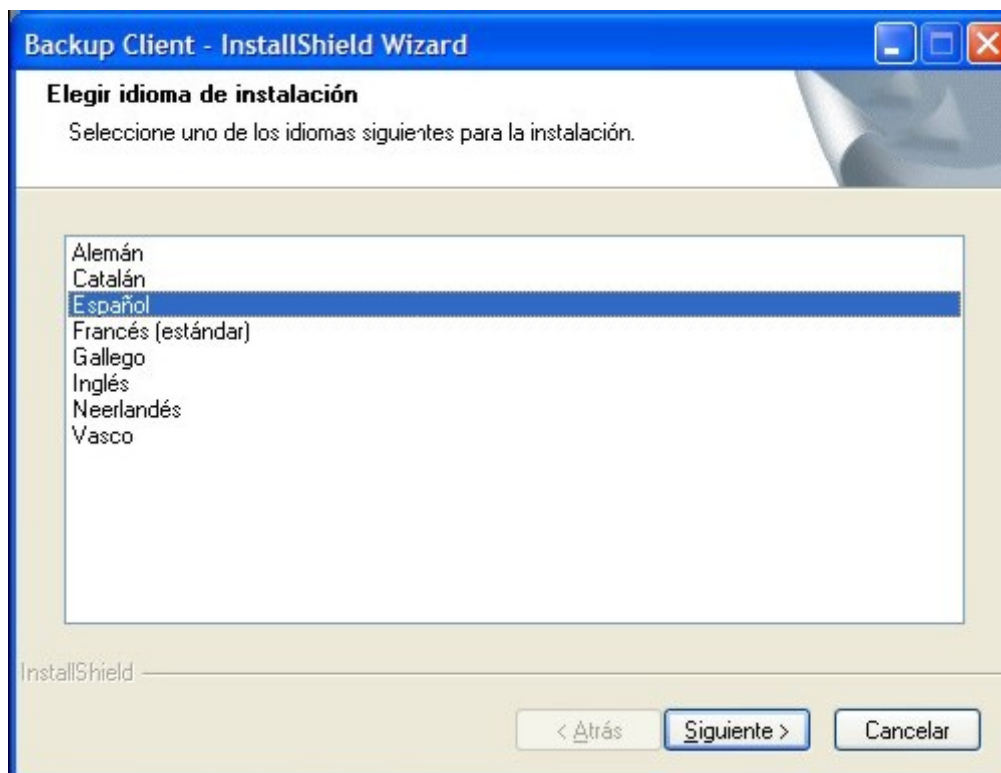 Backup Client - InstallShield Wizard
Elegir idioma de instalación
Seleccione uno de los idiomas siguientes para la instalación.
Alemán
Catalán
Español
Francés (estándar)
Gallego
Inglés
Neerlandés
Vasco
InstallShield
< Atrás Siguiente > Cancelar